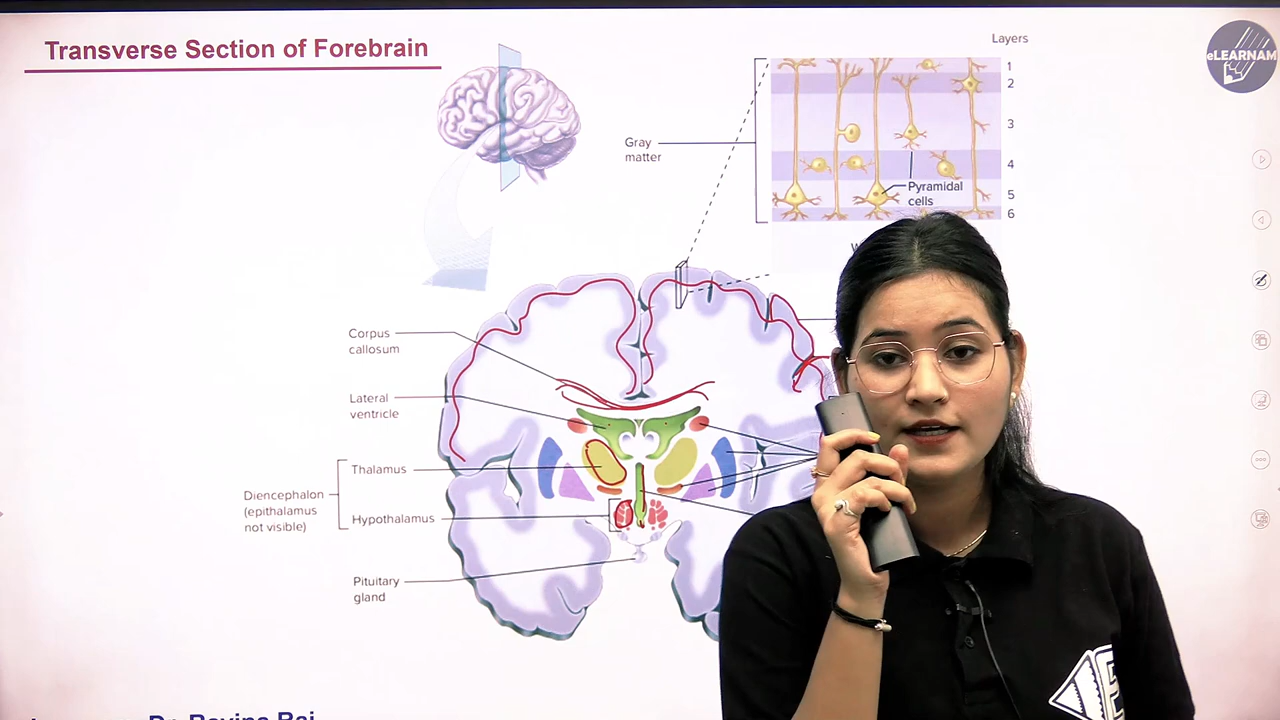 Transverse Section of Forebrain
eLEARNAM
Layers
1
2
3
4
5
6
Gray
matter
Pyramidal
cells
Corpus
callosum
Lateral
ventricle
Thalamus
Diencephalon
(epithalamus
not visible)
Hypothalamus
Pituitary
gland